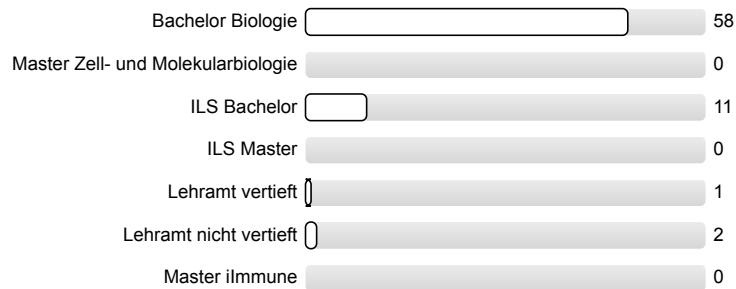 Bachelor Biologie 58
Master Zell- und Molekularbiologie 0
ILS Bachelor 11
ILS Master 0
Lehramt vertieft 1
Lehramt nicht vertieft 2
Master iImmune 0